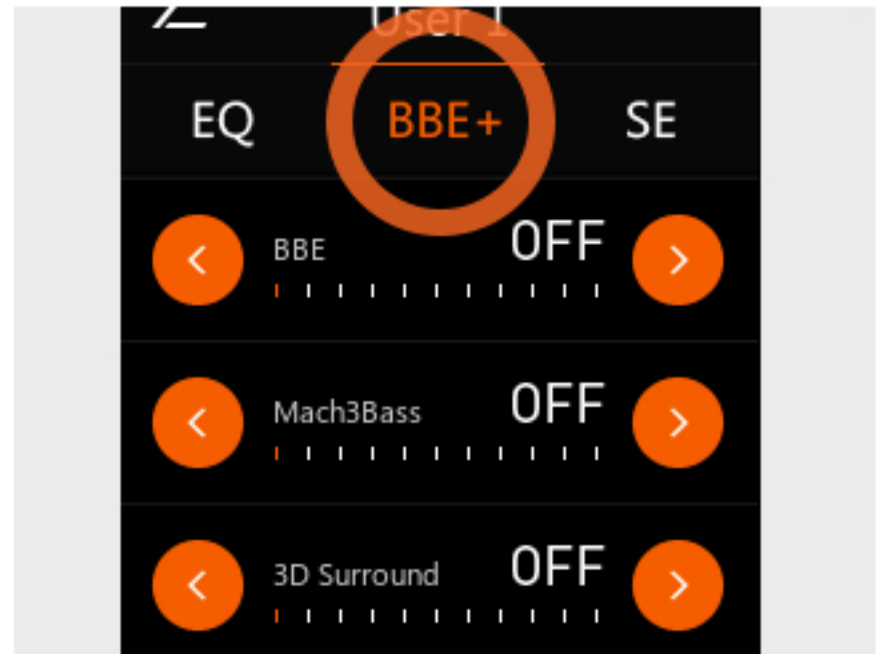 User 1
EQ BBE+ SE
BBE OFF
Mach3Bass OFF
3D Surround OFF